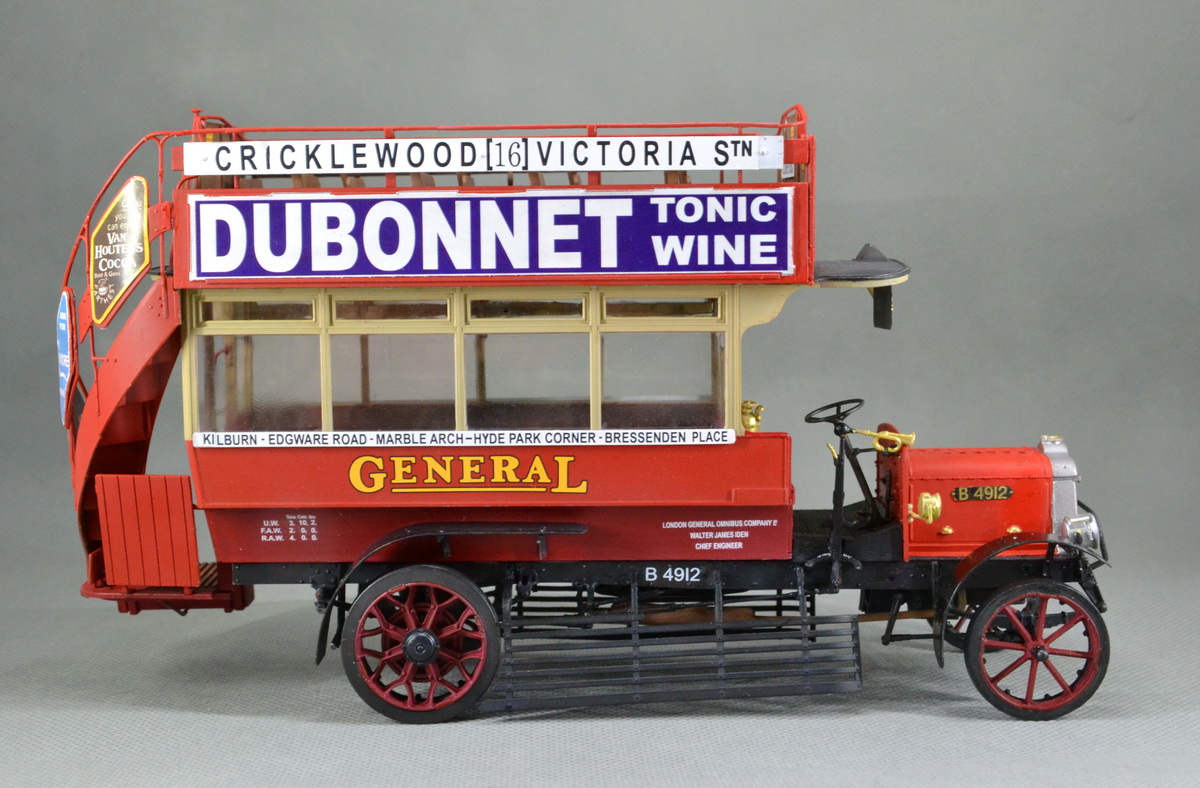 CRICKLEWOOD [16] VICTORIA STN
DUBONNET TONIC WINE
can
VAN
HOUTEN'S
COCOA
KILBURN - EDGWARE ROAD - MARBLE ARCH - HYDE PARK CORNER - BRESSENDEN PLACE
GENERAL
U.W. 3. 10. 2.
F.A.W. 2. 0. 0.
R.A.W. 4. 0. 0.
LONDON GENERAL OMNIBUS COMPANY Ld
WALTER JAMES IDEN
CHIEF ENGINEER
B 4912
B 4912